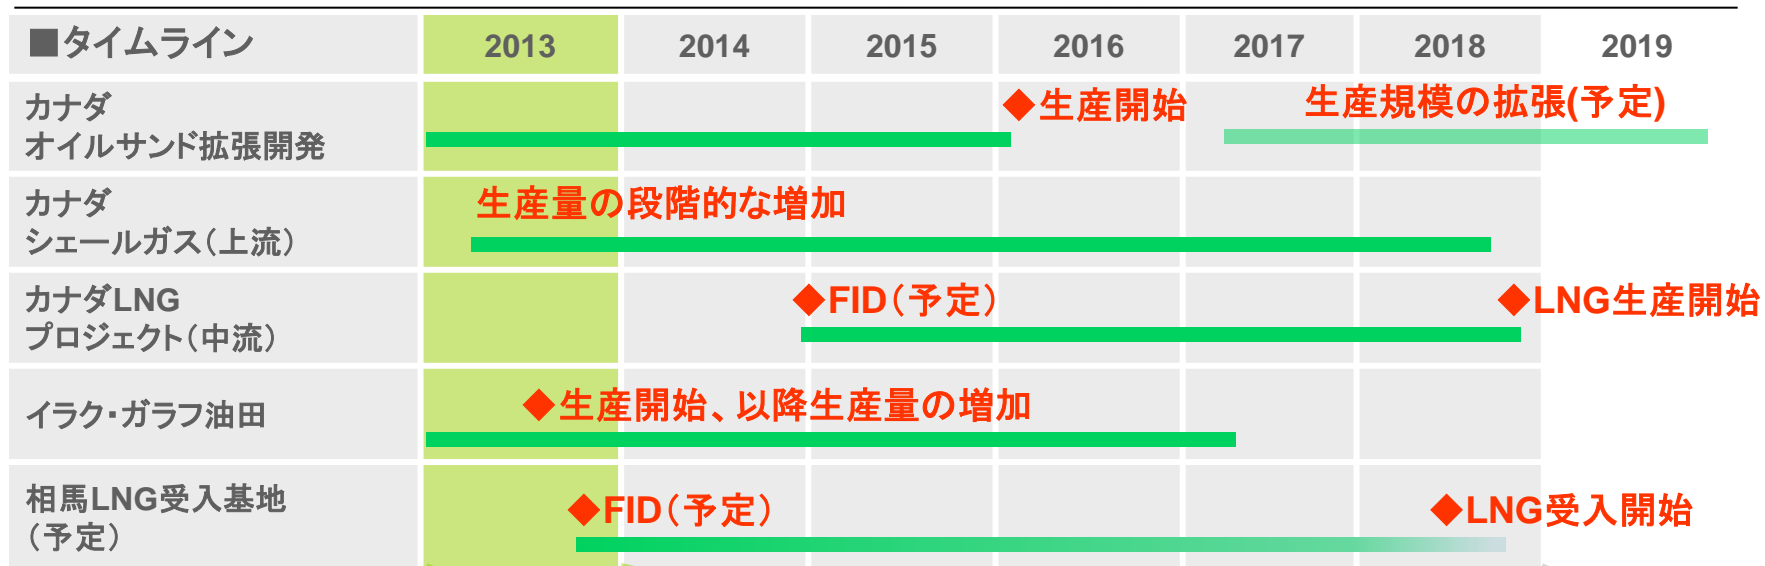 ■タイムライン 2013 2014 2015 2016 2017 2018 2019
カナダ
オイルサンド拡張開発
◆生産開始
生産規模の拡張(予定)
カナダ
シェールガス(上流)
生産量の段階的な増加
カナダLNG
プロジェクト(中流)
◆FID(予定)
◆LNG生産開始
イラク・ガラフ油田
◆生産開始、以降生産量の増加
相馬LNG受入基地
(予定)
◆FID(予定)
◆LNG受入開始